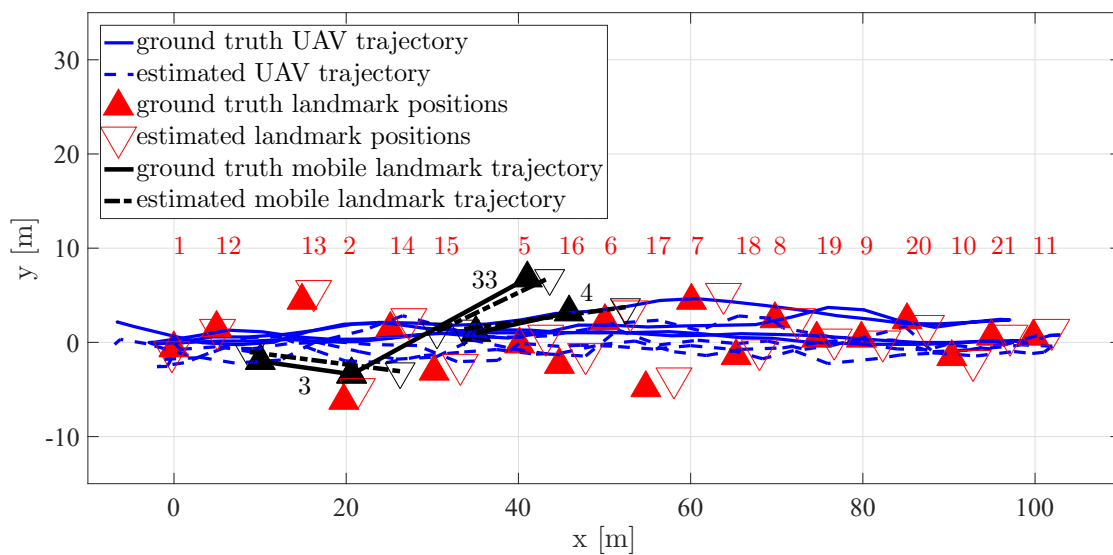 30
20
10
0
-10
y [m]
ground truth UAV trajectory
estimated UAV trajectory
ground truth landmark positions
estimated landmark positions
ground truth mobile landmark trajectory
estimated mobile landmark trajectory
1 12 13 2 14 15 5 16 6 17 7 18 8 19 9 20 10 21 11
33
4
3
0 20 40 60 80 100
x [m]